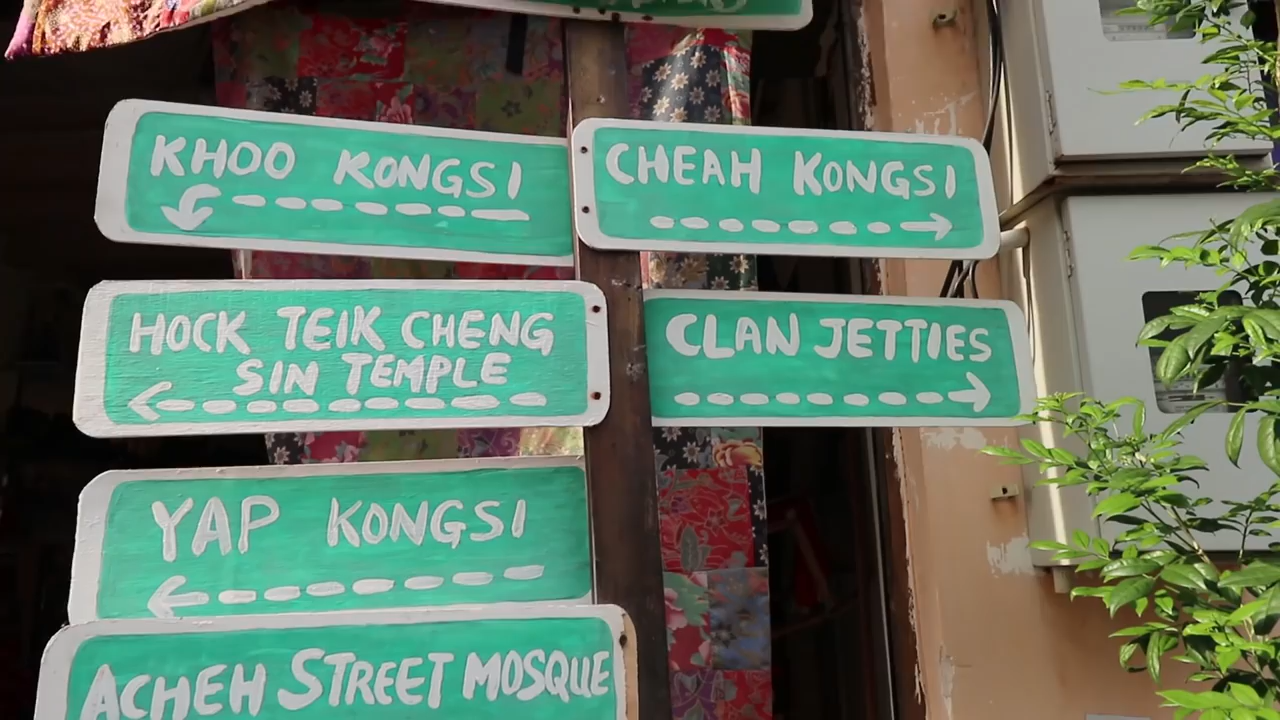 KHOO KONGSI
CHEAH KONGSI
HOCK TEIK CHENG
SIN TEMPLE
CLAN JETTIES
YAP KONGSI
ACHEH STREET MOSQUE